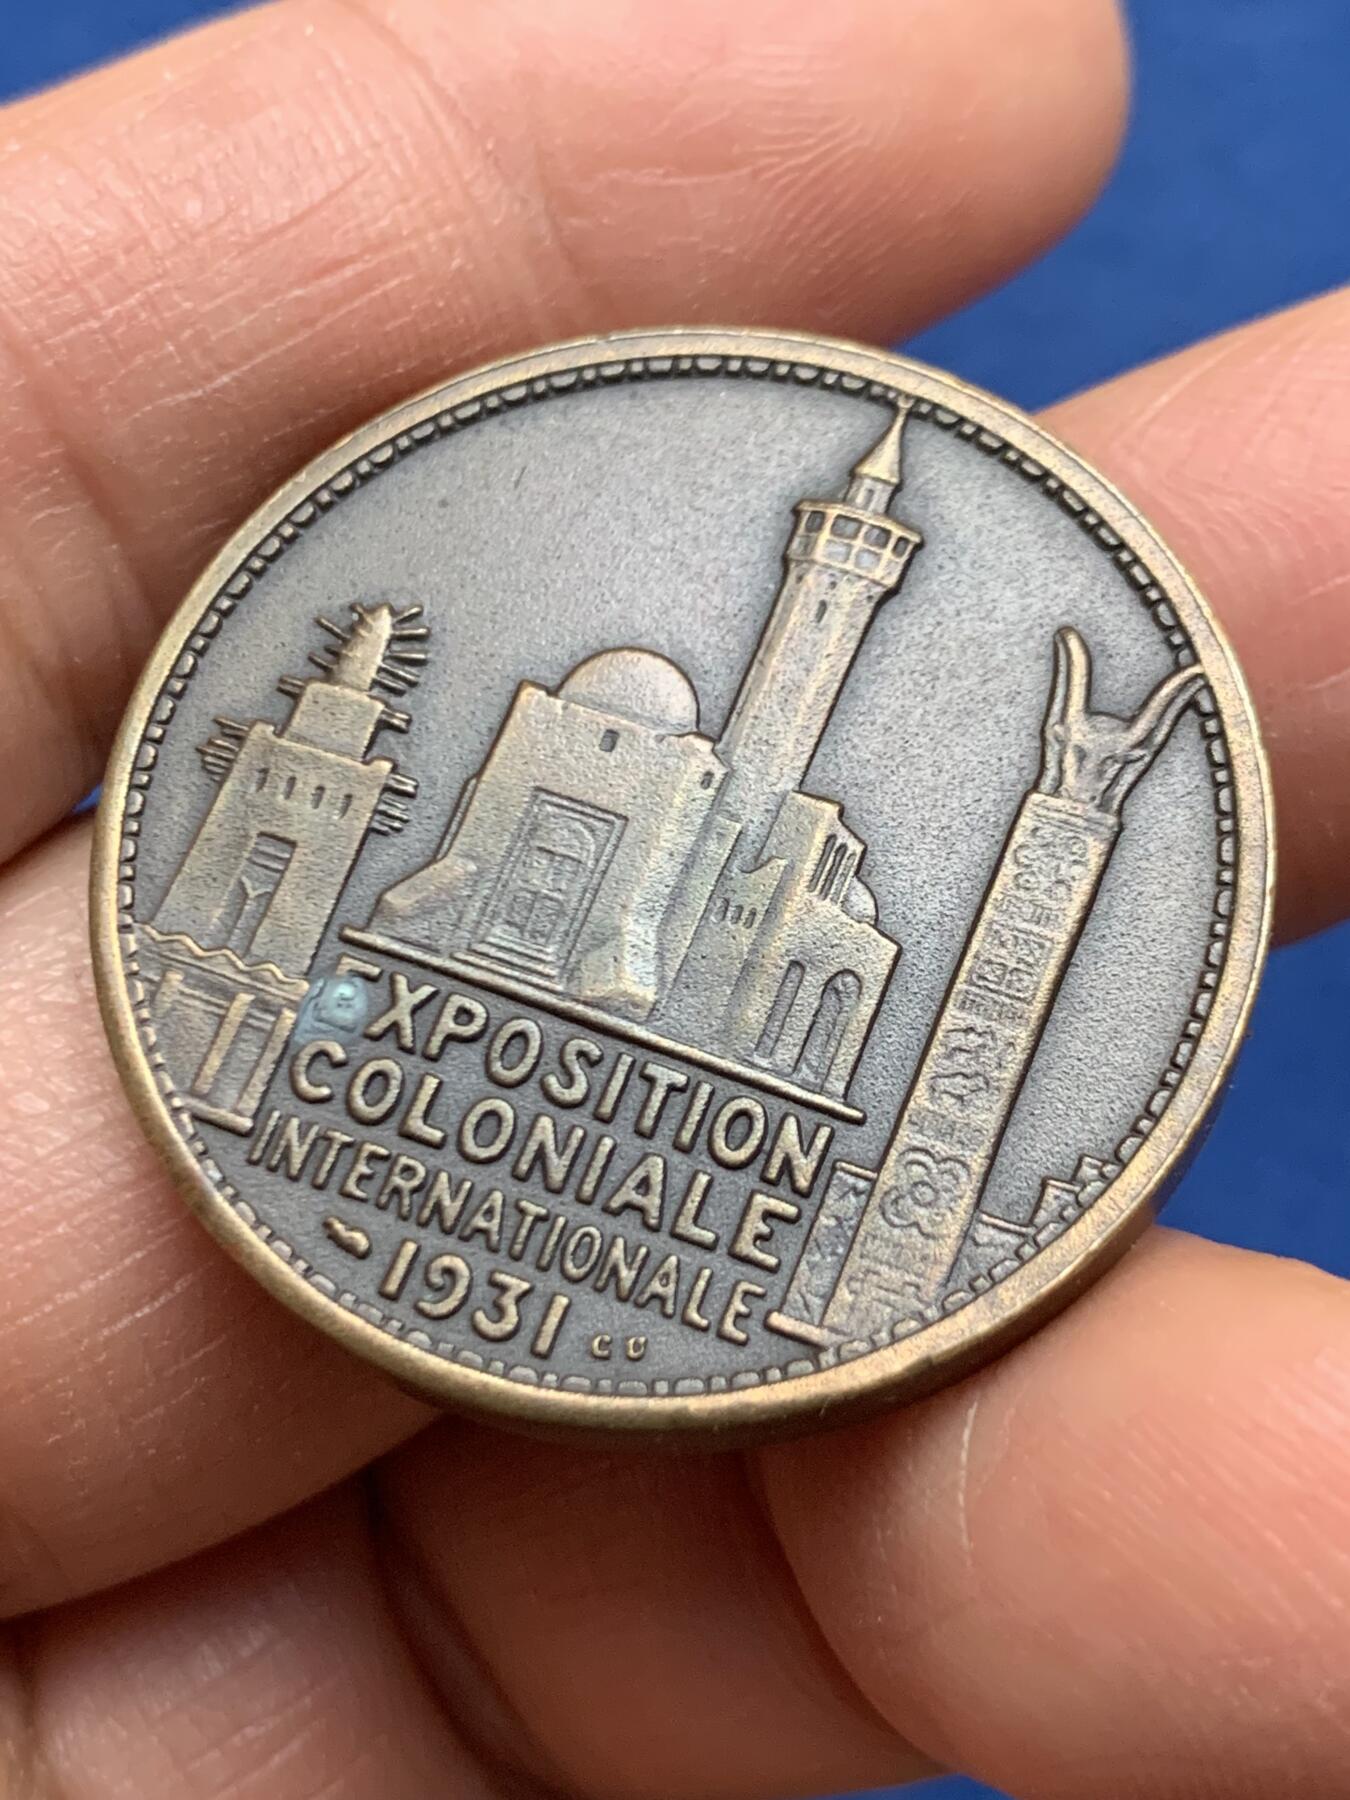 EXPOSITION
COLONIALE
INTERNATIONALE
~1931